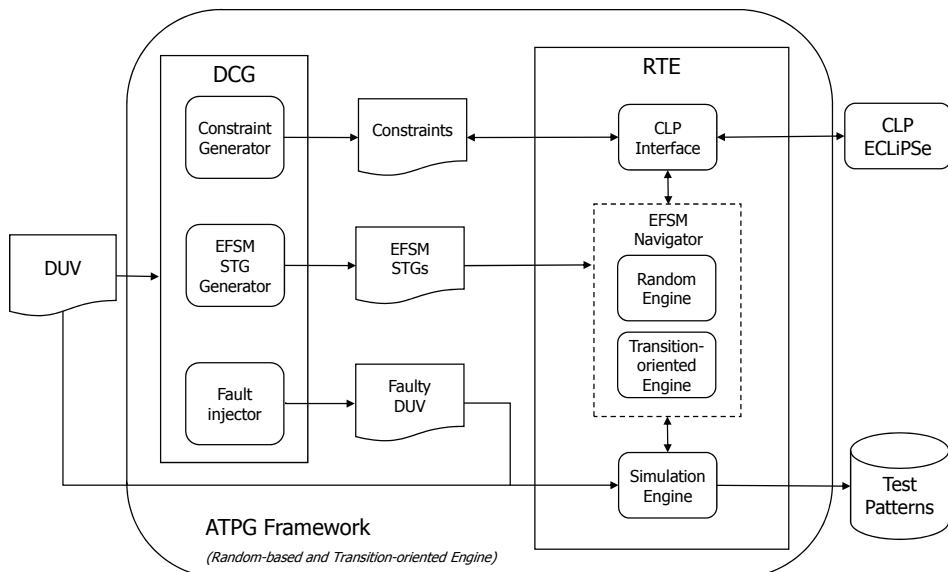 DCG
RTE
Constraint
Generator
Constraints
CLP
Interface
CLP
ECLiPSe
EFSM
Navigator
DUV
EFSM
STG
Generator
EFSM
STGs
Random
Engine
Transition-
oriented
Engine
Fault
injector
Faulty
DUV
Simulation
Engine
Test
Patterns
ATPG Framework
(Random-based and Transition-oriented Engine)